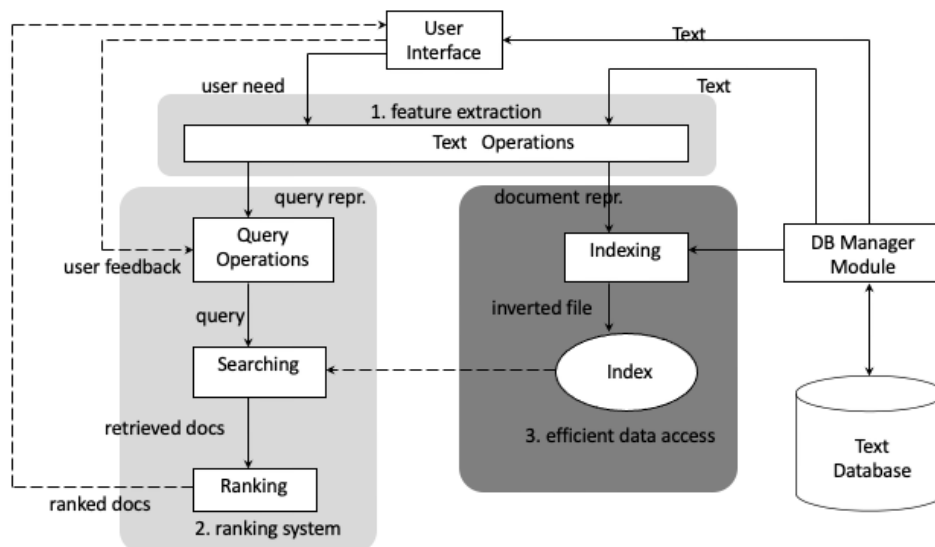 User
Interface
Text
user need
Text
1. feature extraction
Text Operations
query repr.
document repr.
Query
Operations
user feedback
Indexing
DB Manager
Module
query
inverted file
Searching
Index
retrieved docs
3. efficient data access
Text
Database
Ranking
ranked docs
2. ranking system